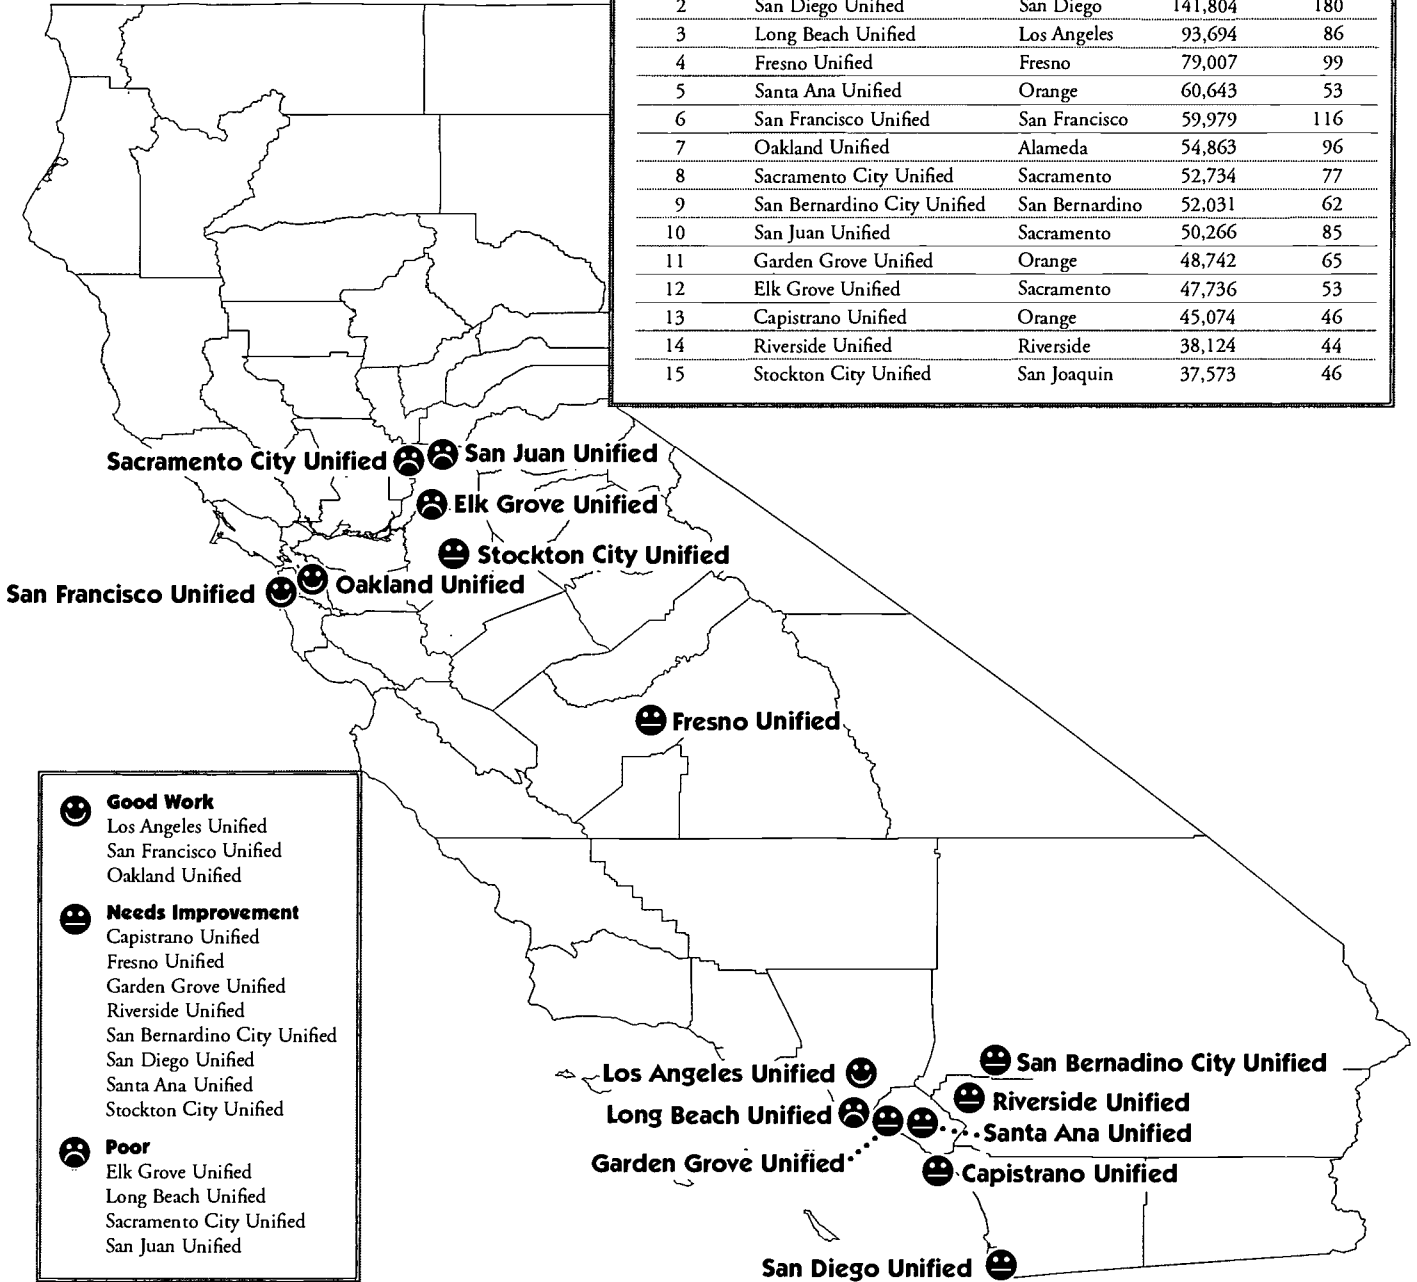 2 San Diego Unified San Diego 141,804 180
3 Long Beach Unified Los Angeles 93,694 86
4 Fresno Unified Fresno 79,007 99
5 Santa Ana Unified Orange 60,643 53
6 San Francisco Unified San Francisco 59,979 116
7 Oakland Unified Alameda 54,863 96
8 Sacramento City Unified Sacramento 52,734 77
9 San Bernardino City Unified San Bernardino 52,031 62
10 San Juan Unified Sacramento 50,266 85
11 Garden Grove Unified Orange 48,742 65
12 Elk Grove Unified Sacramento 47,736 53
13 Capistrano Unified Orange 45,074 46
14 Riverside Unified Riverside 38,124 44
15 Stockton City Unified San Joaquin 37,573 46
Sacramento City Unified
San Juan Unified
Elk Grove Unified
Stockton City Unified
Oakland Unified
San Francisco Unified
Fresno Unified
Good Work
Los Angeles Unified
San Francisco Unified
Oakland Unified
Needs Improvement
Capistrano Unified
Fresno Unified
Garden Grove Unified
Riverside Unified
San Bernardino City Unified
San Diego Unified
Santa Ana Unified
Stockton City Unified
Poor
Elk Grove Unified
Long Beach Unified
Sacramento City Unified
San Juan Unified
Los Angeles Unified
San Bernadino City Unified
Long Beach Unified
Riverside Unified
Santa Ana Unified
Garden Grove Unified
Capistrano Unified
San Diego Unified